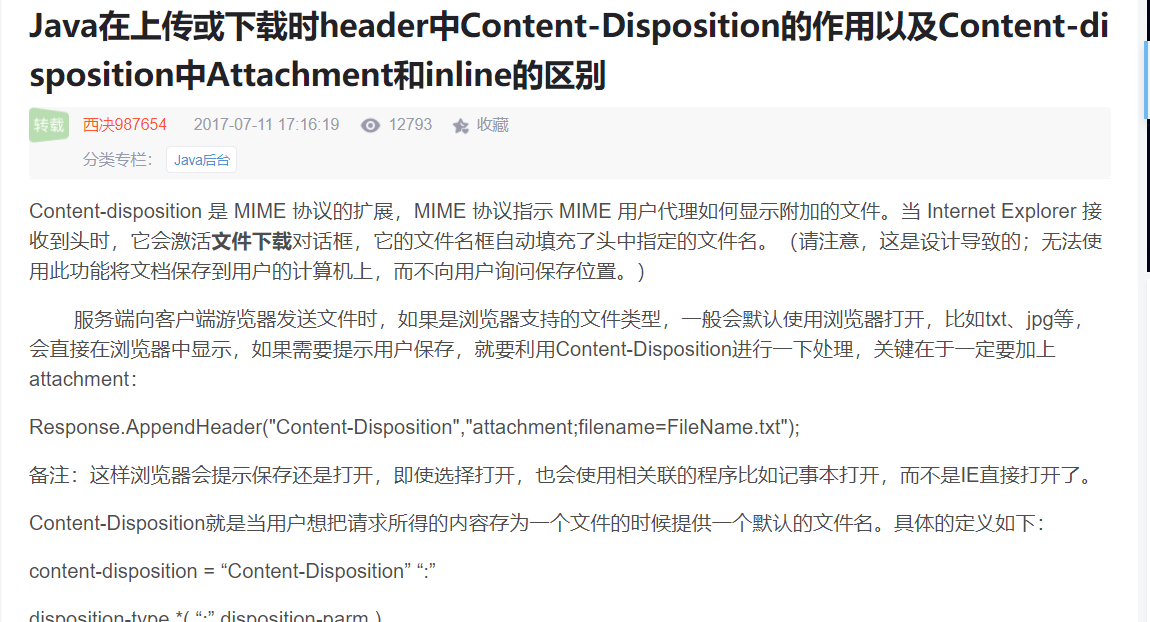 Java在上传或下载时header中Content-Disposition的作用以及Content-di
sposition中Attachment和inline的区别
转载 西决987654 2017-07-11 17:16:19 12793 收藏
分类专栏： Java后台
Content-disposition 是 MIME 协议的扩展，MIME 协议指示 MIME 用户代理如何显示附加的文件。当 Internet Explorer 接
收到头时，它会激活文件下载对话框，它的文件名框自动填充了头中指定的文件名。（请注意，这是设计导致的；无法使
用此功能将文档保存到用户的计算机上，而不向用户询问保存位置。）
服务端向客户端游览器发送文件时，如果是浏览器支持的文件类型，一般会默认使用浏览器打开，比如txt、jpg等，
会直接在浏览器中显示，如果需要提示用户保存，就要利用Content-Disposition进行一下处理，关键在于一定要加上
attachment：
Response.AppendHeader("Content-Disposition","attachment;filename=FileName.txt");
备注：这样浏览器会提示保存还是打开，即使选择打开，也会使用相关联的程序比如记事本打开，而不是IE直接打开了。
Content-Disposition就是当用户想把请求所得的内容存为一个文件的时候提供一个默认的文件名。具体的定义如下：
content-disposition = “Content-Disposition” “:”
disposition-type *( “;” disposition-parm )